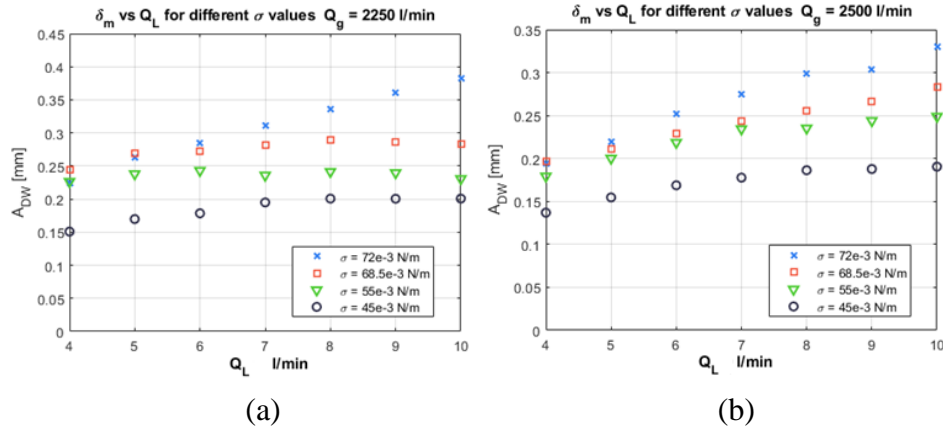 δm vs QL for different σ values Qg = 2250 l/min
0.45
0.4
0.35
0.3
0.25
0.2
0.15
0.1
0.05
0
ADW [mm]
σ = 72e-3 N/m
σ = 68.5e-3 N/m
σ = 55e-3 N/m
σ = 45e-3 N/m
4 5 6 7 8 9 10
QL l/min
(a)
δm vs QL for different σ values Qg = 2500 l/min
0.35
0.3
0.25
0.2
0.15
0.1
0.05
0
ADW [mm]
σ = 72e-3 N/m
σ = 68.5e-3 N/m
σ = 55e-3 N/m
σ = 45e-3 N/m
4 5 6 7 8 9 10
QL l/min
(b)